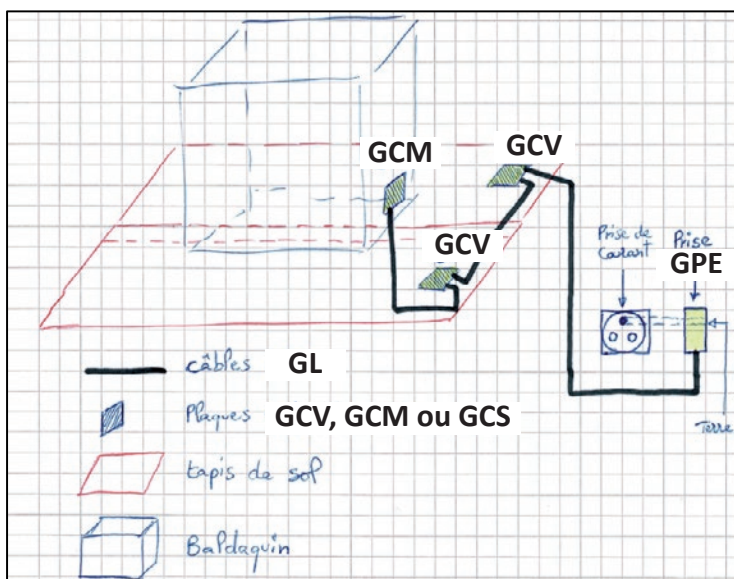 GCM
GCV
GCV
Prise de
Courant
Prise
GPE
Terre
câbles GL
Plaques GCV, GCM ou GCS
tapis de sol
Baldaquin